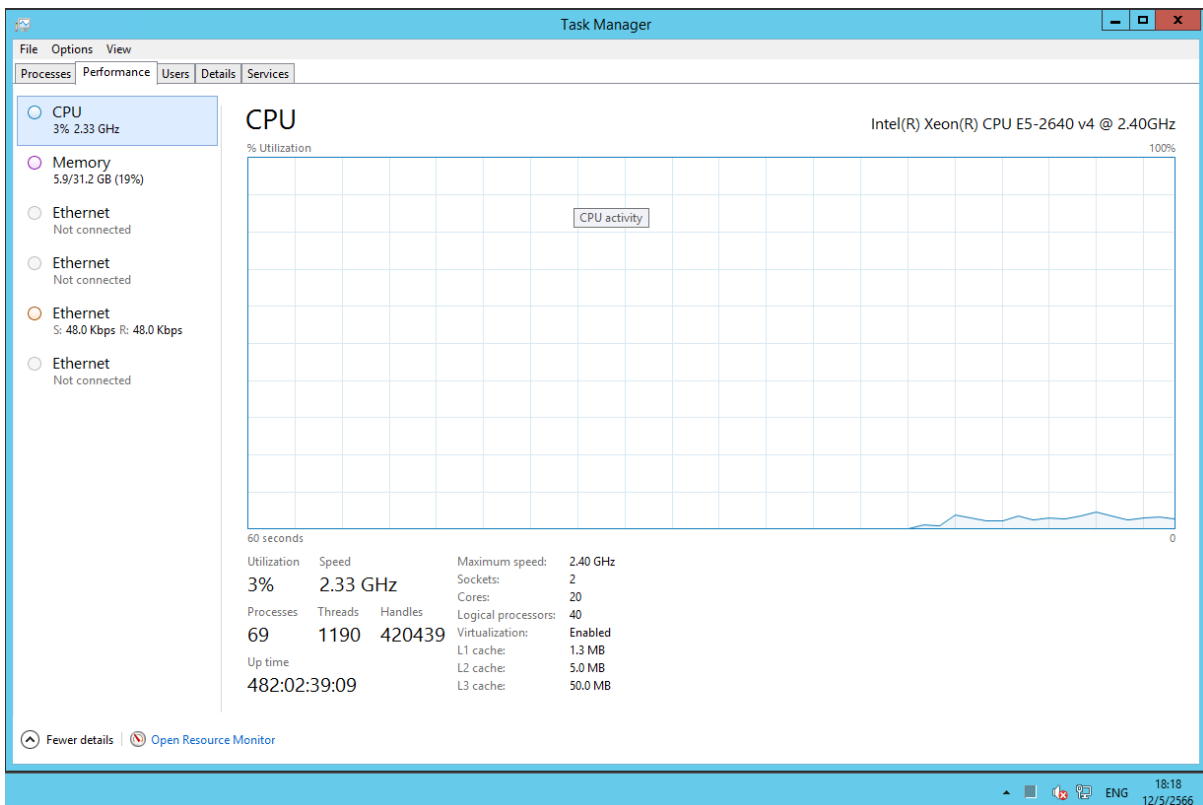 Task Manager
File Options View
Processes Performance Users Details Services
CPU
3% 2.33 GHz
Memory
5.9/31.2 GB (19%)
Ethernet
Not connected
Ethernet
Not connected
Ethernet
S: 48.0 Kbps R: 48.0 Kbps
Ethernet
Not connected
CPU Intel(R) Xeon(R) CPU E5-2640 v4 @ 2.40GHz
% Utilization 100%
CPU activity
60 seconds 0
Utilization Speed
3% 2.33 GHz
Processes Threads Handles
69 1190 420439
Up time
482:02:39:09
Maximum speed: 2.40 GHz
Sockets: 2
Cores: 20
Logical processors: 40
Virtualization: Enabled
L1 cache: 1.3 MB
L2 cache: 5.0 MB
L3 cache: 50.0 MB
Fewer details Open Resource Monitor
ENG 18:18
12/5/2566